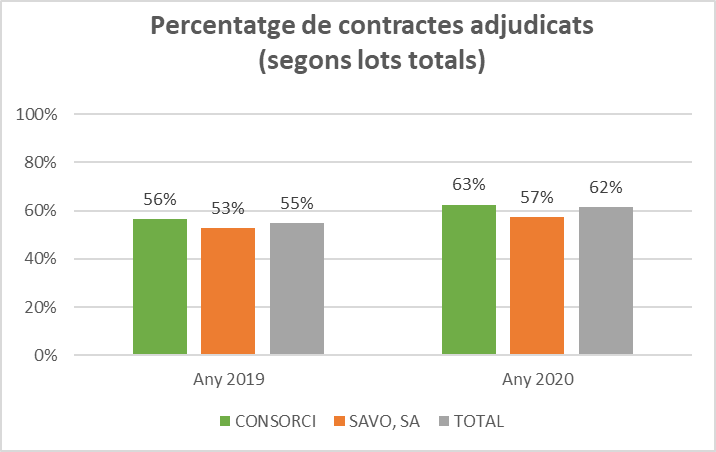 Percentatge de contractes adjudicats
(segons lots totals)
100%
80%
60%
40%
20%
0%
56%
53%
55%
63%
57%
62%
Any 2019
Any 2020
CONSORCI
SAVO, SA
TOTAL